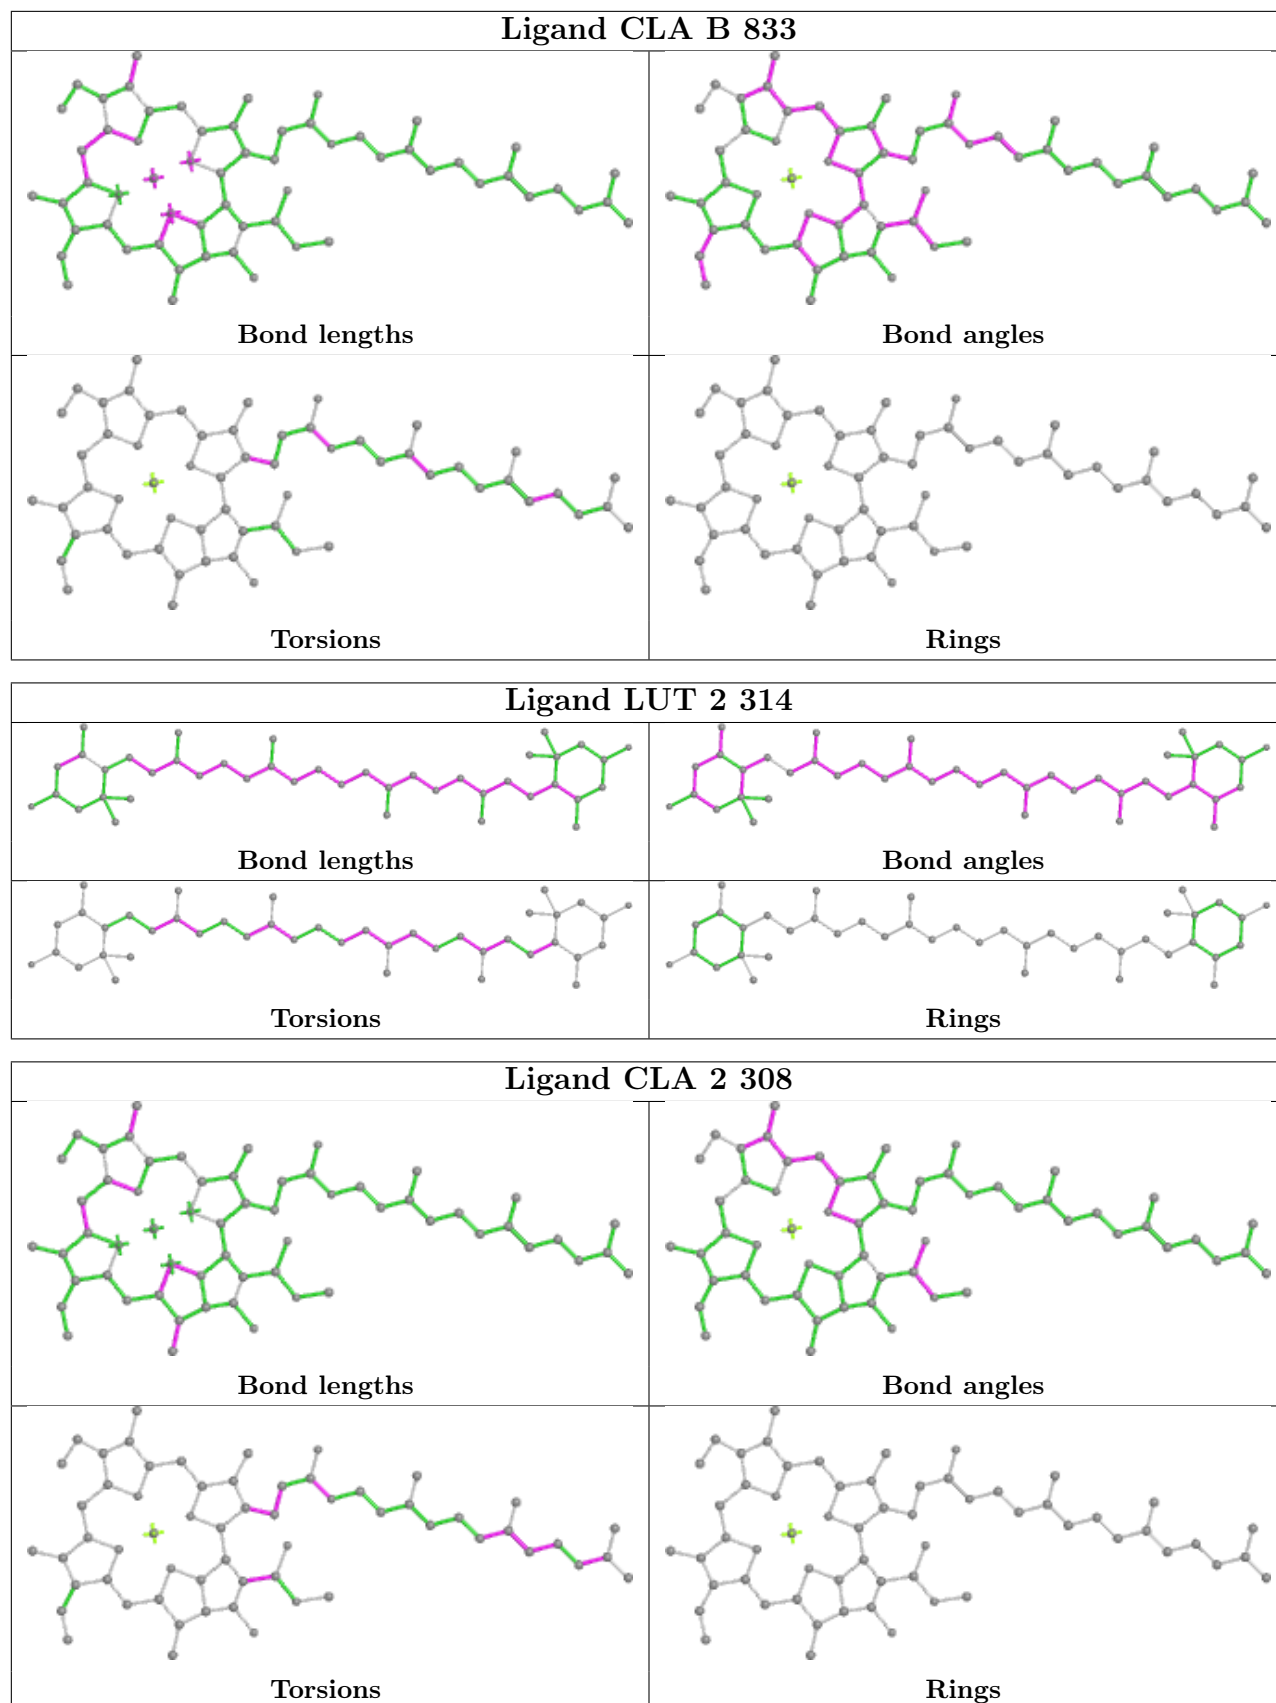 Ligand CLA B 833
Bond lengths
Bond angles
Torsions
Rings
Ligand LUT 2 314
Bond lengths
Bond angles
Torsions
Rings
Ligand CLA 2 308
Bond lengths
Bond angles
Torsions
Rings